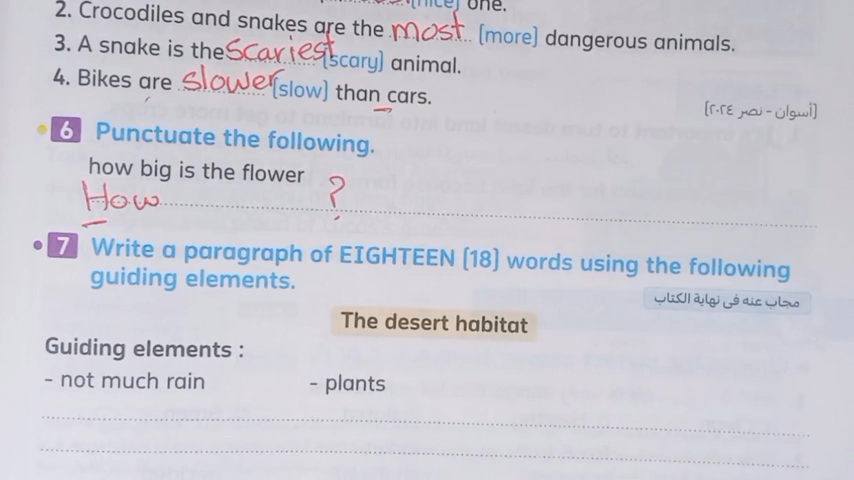 [nice] one.
2. Crocodiles and snakes are the most [more] dangerous animals.
3. A snake is the scariest [scary] animal.
4. Bikes are slower [slow] than cars.
[أسوان - نصر ٢٠٢٤]
6 Punctuate the following.
how big is the flower
How ?
7 Write a paragraph of EIGHTEEN [18] words using the following
guiding elements.
مجاب عنه فى نهاية الكتاب
The desert habitat
Guiding elements :
- not much rain - plants